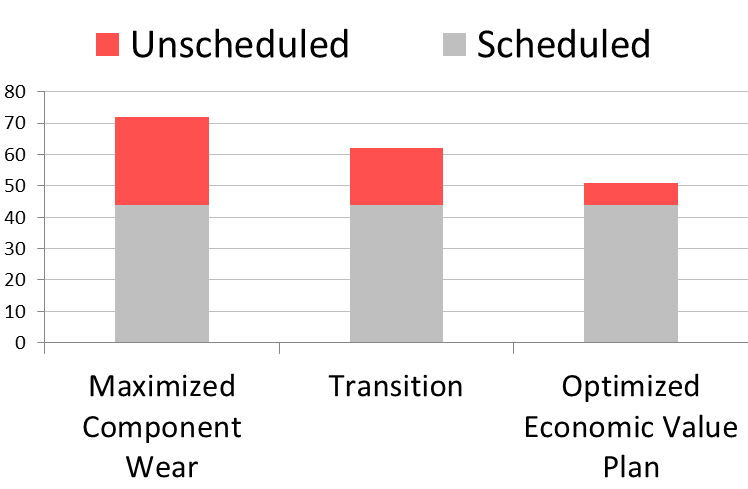 Unscheduled Scheduled
80
70
60
50
40
30
20
10
0
Maximized
Component
Wear
Transition
Optimized
Economic Value
Plan